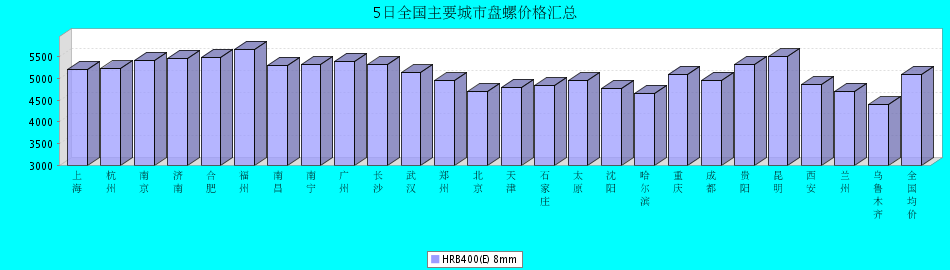 5日全国主要城市盘螺价格汇总
5500
5000
4500
4000
3500
3000
上海
杭州
南京
济南
合肥
福州
南昌
南宁
广州
长沙
武汉
郑州
北京
天津
石家庄
太原
沈阳
哈尔滨
重庆
成都
贵阳
昆明
西安
兰州
乌鲁木齐
全国均价
HRB400(E) 8mm